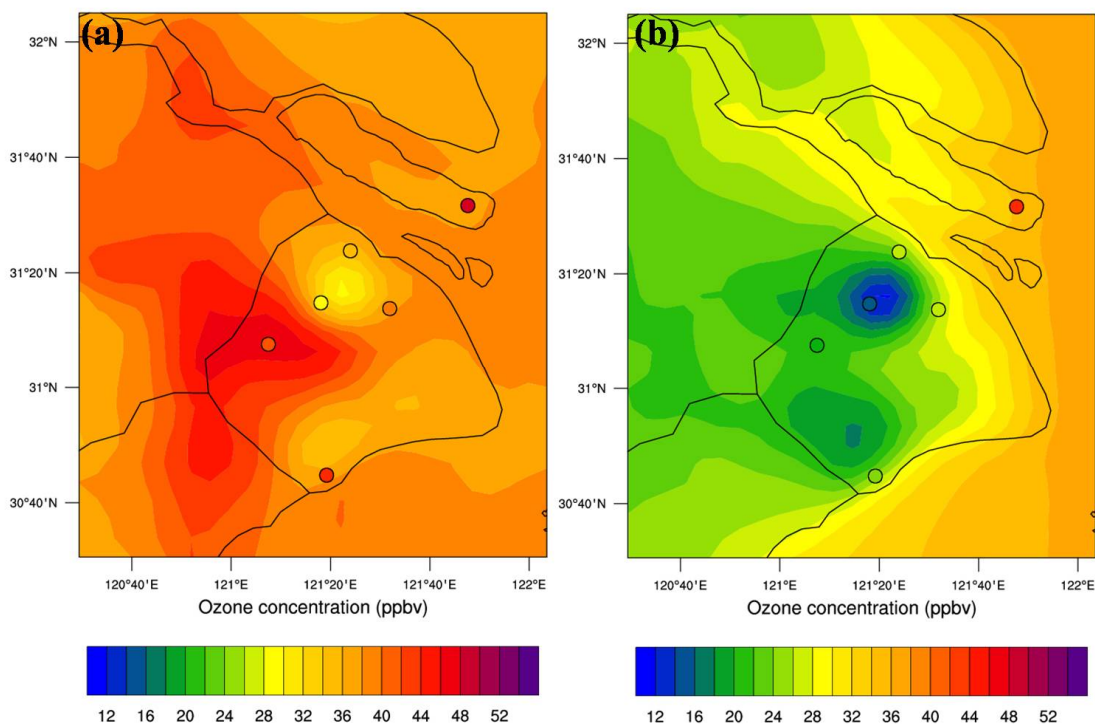 (a) (b)
32°N 32°N
31°40'N 31°40'N
31°20'N 31°20'N
31°N 31°N
30°40'N 30°40'N
120°40'E 121°E 121°20'E 121°40'E 122°E 120°40'E 121°E 121°20'E 121°40'E 122°E
Ozone concentration (ppbv) Ozone concentration (ppbv)
12 16 20 24 28 32 36 40 44 48 52 12 16 20 24 28 32 36 40 44 48 52